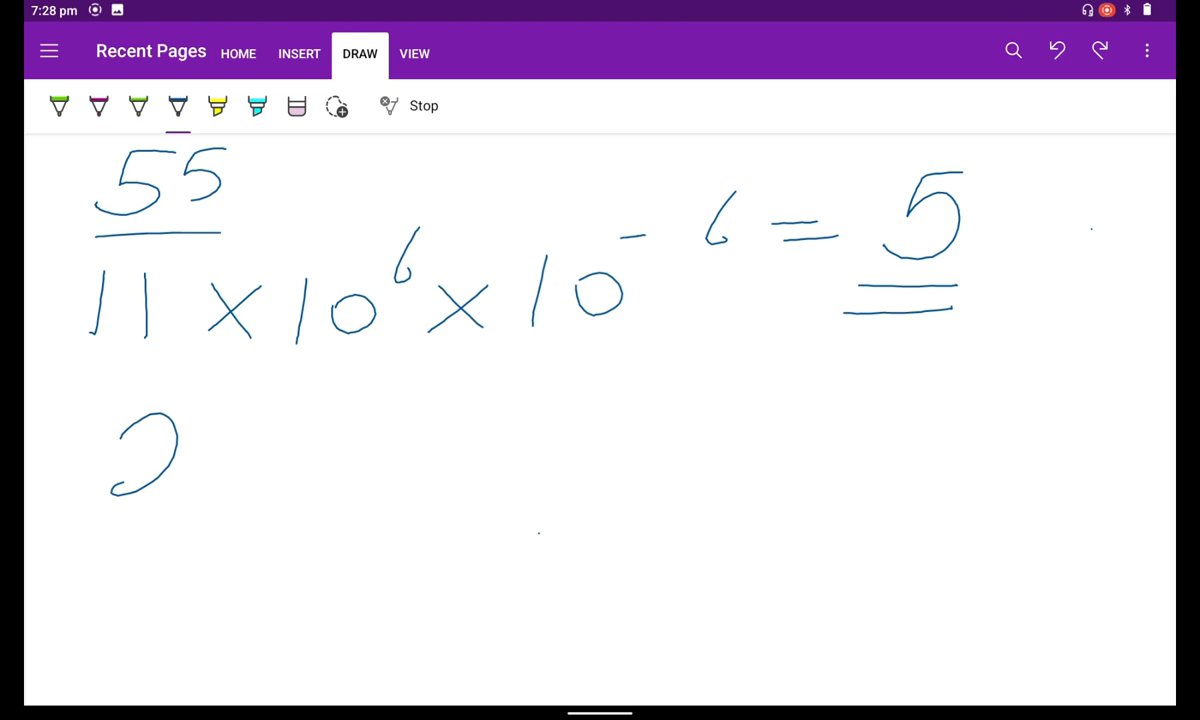 7:28 pm
Recent Pages HOME INSERT DRAW VIEW
Stop
55
11 × 10⁶ × 10⁻⁶ = 5